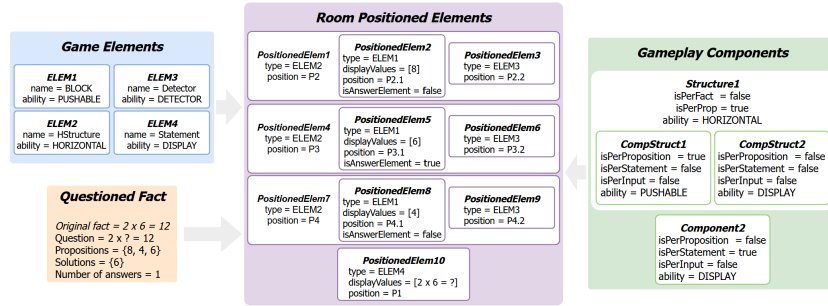 Game Elements
ELEM1
name = BLOCK
ability = PUSHABLE
ELEM3
name = Detector
ability = DETECTOR
ELEM2
name = HStructure
ability = HORIZONTAL
ELEM4
name = Statement
ability = DISPLAY
Questioned Fact
Original fact = 2 x 6 = 12
Question = 2 x ? = 12
Propositions = {8, 4, 6}
Solutions = {6}
Number of answers = 1
Room Positioned Elements
PositionedElem1
type = ELEM2
position = P2
PositionedElem2
type = ELEM1
displayValues = [8]
position = P2.1
isAnswerElement = false
PositionedElem3
type = ELEM3
position = P2.2
PositionedElem4
type = ELEM2
position = P3
PositionedElem5
type = ELEM1
displayValues = [6]
position = P3.1
isAnswerElement = true
PositionedElem6
type = ELEM3
position = P3.2
PositionedElem7
type = ELEM2
position = P4
PositionedElem8
type = ELEM1
displayValues = [4]
position = P4.1
isAnswerElement = false
PositionedElem9
type = ELEM3
position = P4.2
PositionedElem10
type = ELEM4
displayValues = [2 x 6 = ?]
position = P1
Gameplay Components
Structure1
isPerFact = false
isPerProp = true
ability = HORIZONTAL
CompStruct1
isPerProposition = true
isPerStatement = false
isPerInput = false
ability = PUSHABLE
CompStruct2
isPerProposition = false
isPerStatement = false
isPerInput = false
ability = DISPLAY
Component2
isPerProposition = false
isPerStatement = true
isPerInput = false
ability = DISPLAY